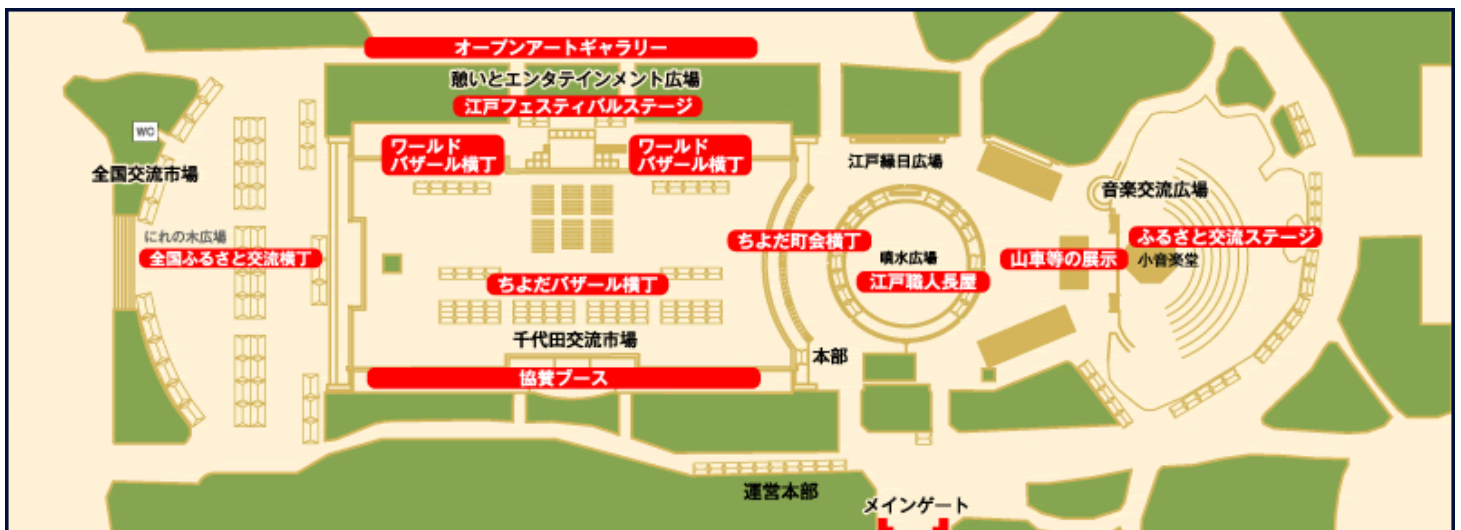 オープンアートギャラリー
憩いとエンタテインメント広場
江戸フェスティバルステージ
WC
ワールド
バザール横丁
ワールド
バザール横丁
全国交流市場
江戸縁日広場
音楽交流広場
にれの木広場
全国ふるさと交流横丁
ちよだ町会横丁
噴水広場
江戸職人長屋
山車等の展示
ふるさと交流ステージ
小音楽堂
ちよだバザール横丁
千代田交流市場
本部
協賛ブース
運営本部
メインゲート